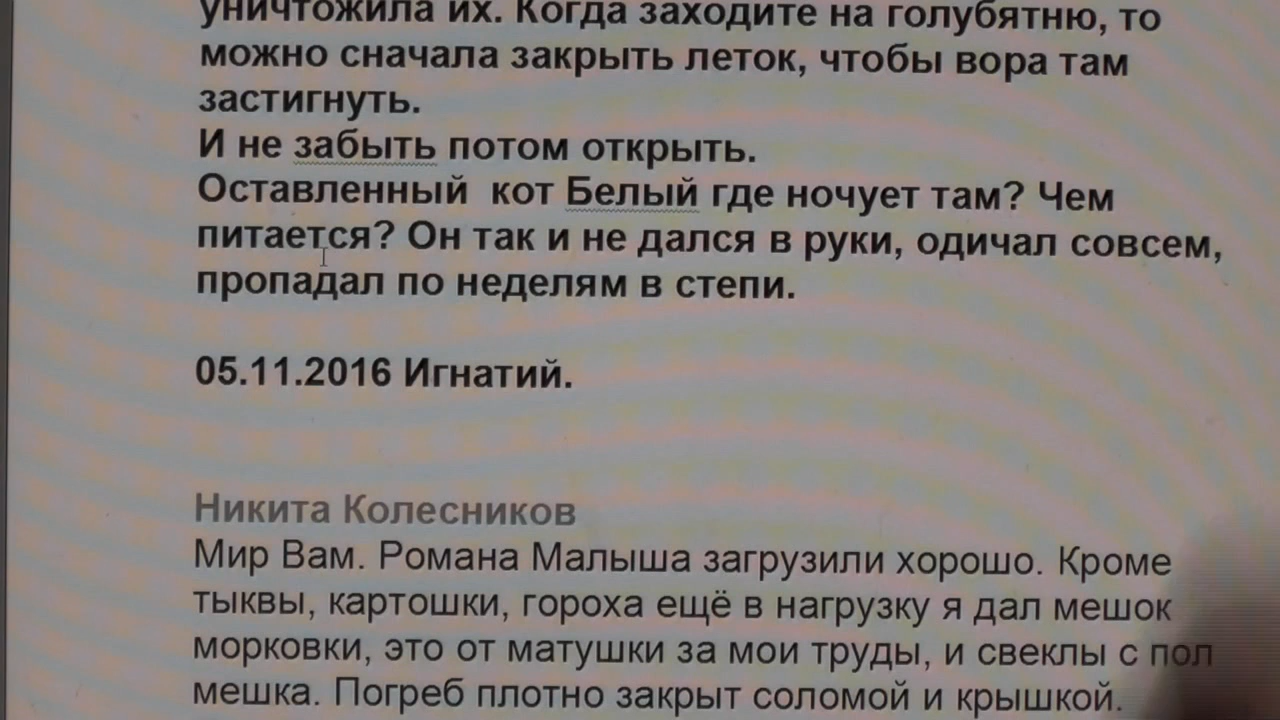 уничтожила их. Когда заходите на голубятню, то
можно сначала закрыть леток, чтобы вора там
застигнуть.
И не забыть потом открыть.
Оставленный кот Белый где ночует там? Чем
питается? Он так и не дался в руки, одичал совсем,
пропадал по неделям в степи.
05.11.2016 Игнатий.
Никита Колесников
Мир Вам. Романа Малыша загрузили хорошо. Кроме
тыквы, картошки, гороха ещё в нагрузку я дал мешок
морковки, это от матушки за мои труды, и свеклы с пол
мешка. Погреб плотно закрыт соломой и крышкой.